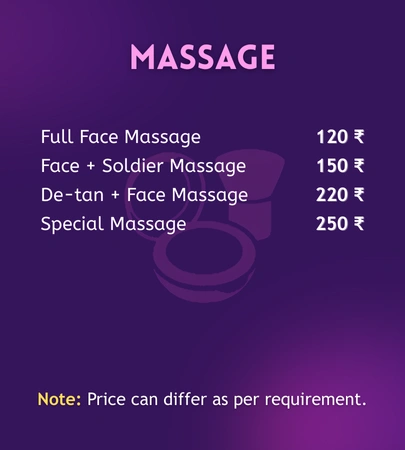 MASSAGE
Full Face Massage 120 ₹
Face + Soldier Massage 150 ₹
De-tan + Face Massage 220 ₹
Special Massage 250 ₹
Note: Price can differ as per requirement.